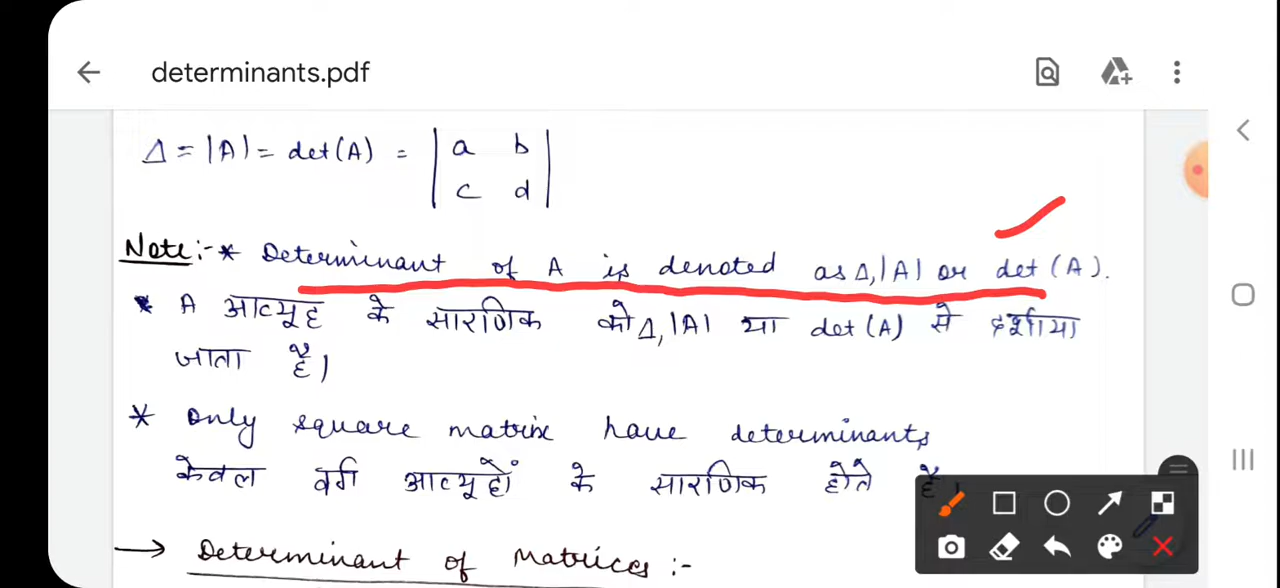 determinants.pdf
Δ = |A| = det(A) = | a b |
| c d |
Note:- * Determinant of A is denoted as Δ, |A| or det (A).
* A आव्यूह के सारणिक को Δ, |A| या det (A) से दर्शाया
जाता है।
* Only square matrix have determinants
केवल वर्ग आव्यूहों के सारणिक होते हैं।
→ Determinant of Matrices :-